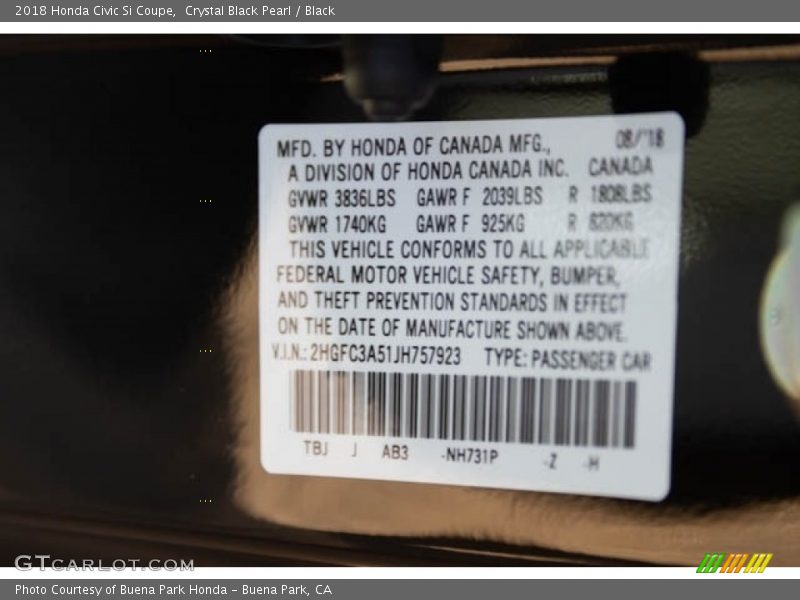 2018 Honda Civic Si Coupe,  Crystal Black Pearl / Black
MFD. BY HONDA OF CANADA MFG.,  08/'18
A DIVISION OF HONDA CANADA INC.  CANADA
GVWR 3836LBS  GAWR F 2039LBS  R 1808LBS
GVWR 1740KG  GAWR F 925KG  R 820KG
THIS VEHICLE CONFORMS TO ALL APPLICABLE
FEDERAL MOTOR VEHICLE SAFETY, BUMPER,
AND THEFT PREVENTION STANDARDS IN EFFECT
ON THE DATE OF MANUFACTURE SHOWN ABOVE.
V.I.N.: 2HGFC3A51JH757923  TYPE: PASSENGER CAR
TBJ  J  AB3  -NH731P  -Z  -H
GTCARLOT.COM
Photo Courtesy of Buena Park Honda - Buena Park, CA